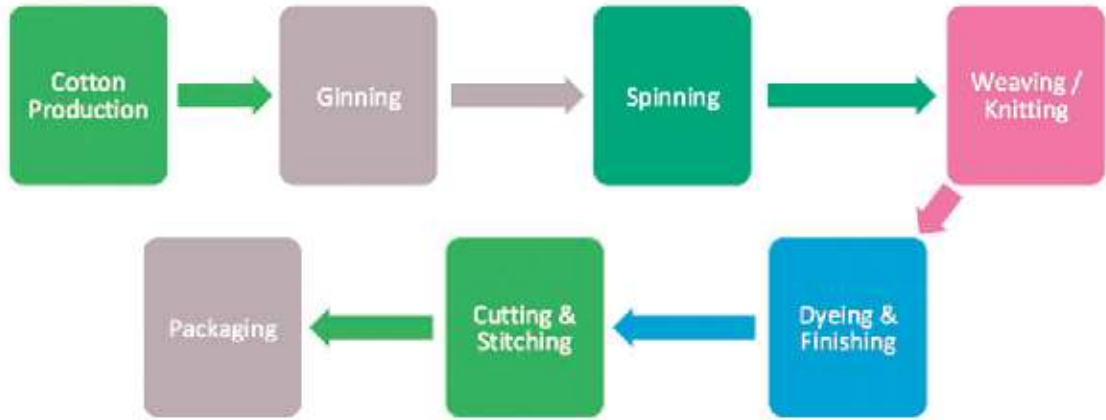 Cotton
Production
Ginning
Spinning
Weaving /
Knitting
Dyeing &
Finishing
Cutting &
Stitching
Packaging